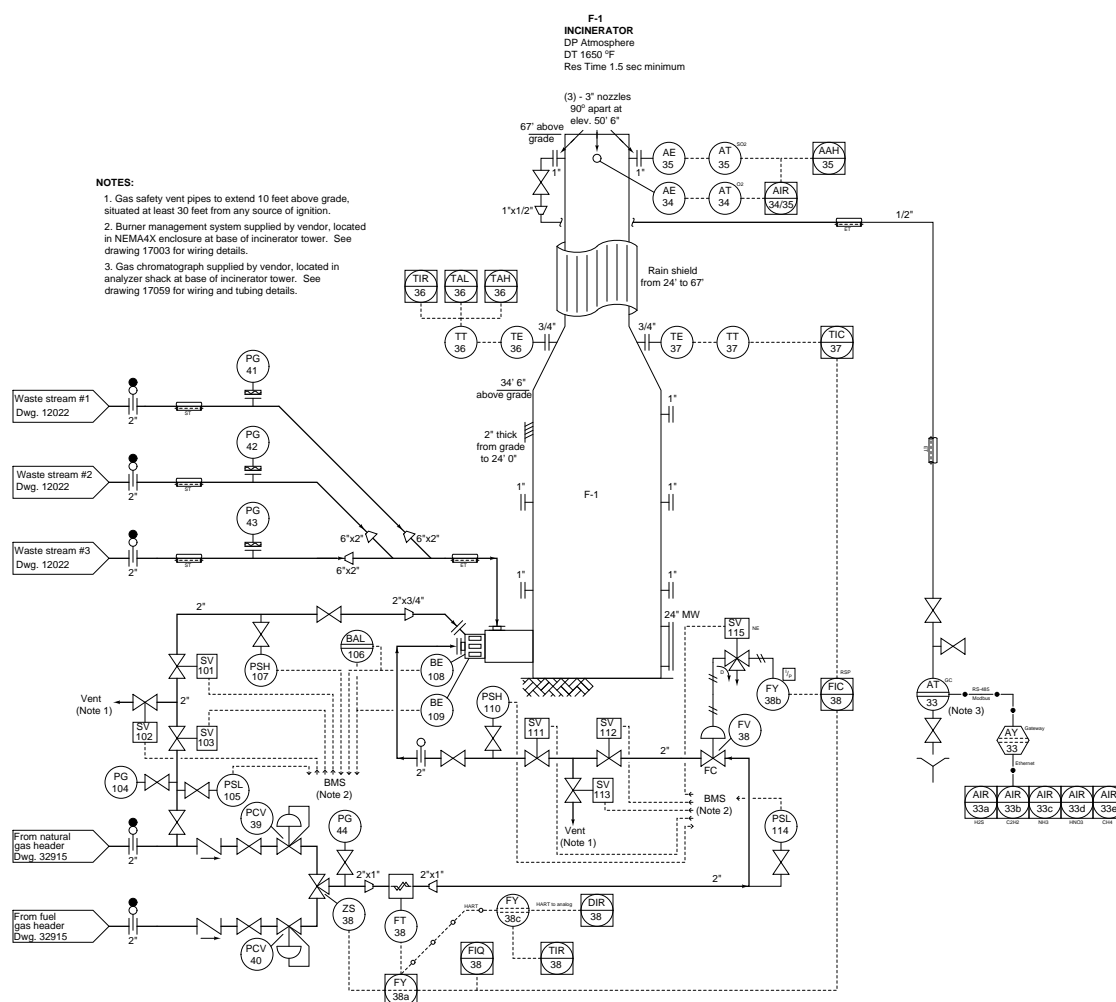 F-1
INCINERATOR
DP Atmosphere
DT 1650 ºF
Res Time 1.5 sec minimum
(3) - 3" nozzles
90º apart at
elev. 50' 6"
67' above
grade
1"
1"
AE
35
AT
35
SO2
AAH
35
AE
34
AT
34
O2
AIR
34/35
1"x1/2"
ET
1/2"
NOTES:
1. Gas safety vent pipes to extend 10 feet above grade,
situated at least 30 feet from any source of ignition.
2. Burner management system supplied by vendor, located
in NEMA4X enclosure at base of incinerator tower. See
drawing 17003 for wiring details.
3. Gas chromatograph supplied by vendor, located in
analyzer shack at base of incinerator tower. See
drawing 17059 for wiring and tubing details.
Rain shield
from 24' to 67'
TIR
36
TAL
36
TAH
36
TT
36
TE
36
3/4"
3/4"
TE
37
TT
37
TIC
37
34' 6"
above grade
2" thick
from grade
to 24' 0"
1"
1"
1"
1"
1"
F-1
24" MW
PG
41
Waste stream #1
Dwg. 12022
2"
ST
PG
42
Waste stream #2
Dwg. 12022
2"
ST
PG
43
Waste stream #3
Dwg. 12022
2"
ST
6"x2"
6"x2"
6"x2"
ET
ET
2"
2"x3/4"
PSH
107
BAL
106
BE
108
BE
109
SV
101
Vent
(Note 1)
2"
SV
102
SV
103
PG
104
PSL
105
BMS
(Note 2)
PSH
110
SV
111
SV
112
2"
2"
SV
113
Vent
(Note 1)
BMS
(Note 2)
PSL
114
SV
115
NE
D
FY
38b
I/P
FIC
38
RSP
FV
38
FC
AT
33
GC
(Note 3)
RS-485
Modbus
Gateway
AY
33
Ethernet
AIR
33a
H2S
AIR
33b
C2H2
AIR
33c
NH3
AIR
33d
HNO3
AIR
33e
CH4
From natural
gas header
Dwg. 32915
2"
PCV
39
PG
44
2"x1"
2"x1"
2"
From fuel
gas header
Dwg. 32915
2"
PCV
40
ZS
38
FT
38
FY
38a
HART
FY
38c
HART to analog
DIR
38
FIQ
38
TIR
38